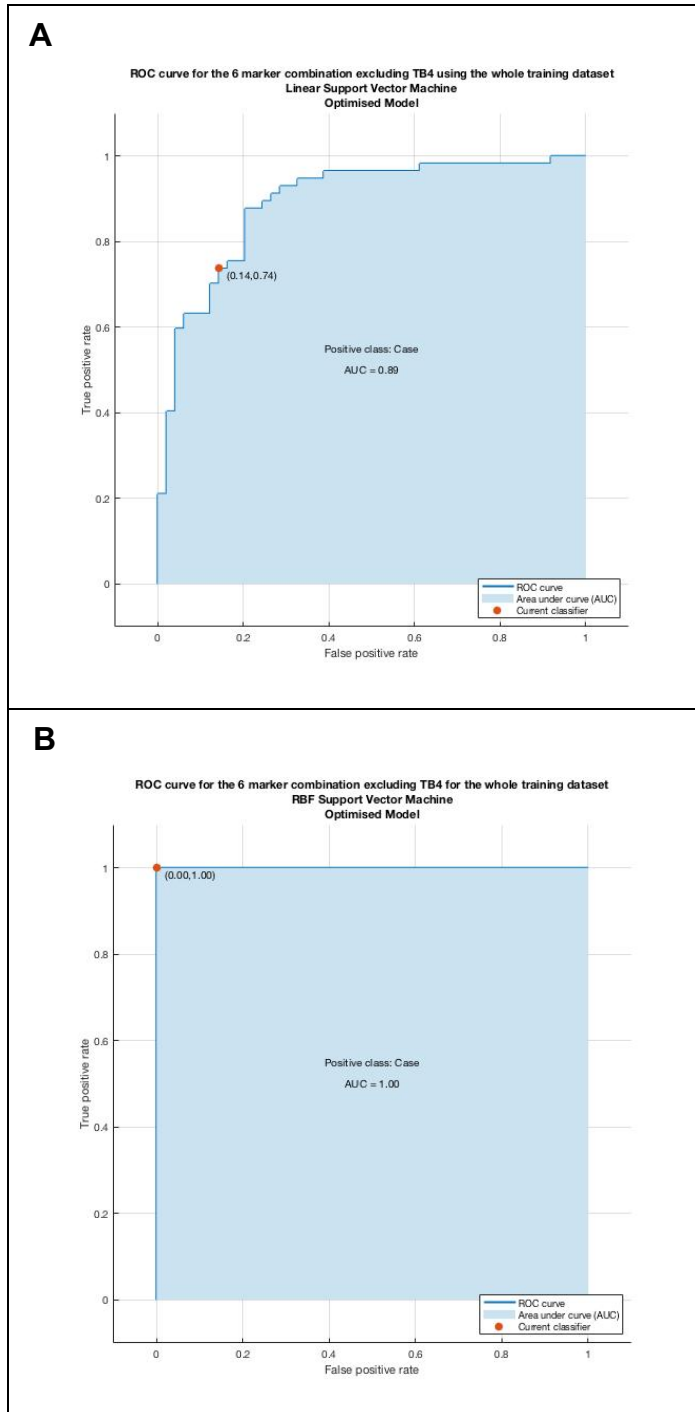 A
ROC curve for the 6 marker combination excluding TB4 using the whole training dataset
Linear Support Vector Machine
Optimised Model
1
0.8
0.6
0.4
0.2
0
True positive rate
(0.14,0.74)
Positive class: Case
AUC = 0.89
ROC curve
Area under curve (AUC)
Current classifier
0 0.2 0.4 0.6 0.8 1
False positive rate
B
ROC curve for the 6 marker combination excluding TB4 for the whole training dataset
RBF Support Vector Machine
Optimised Model
1
0.8
0.6
0.4
0.2
0
True positive rate
(0.00,1.00)
Positive class: Case
AUC = 1.00
ROC curve
Area under curve (AUC)
Current classifier
0 0.2 0.4 0.6 0.8 1
False positive rate